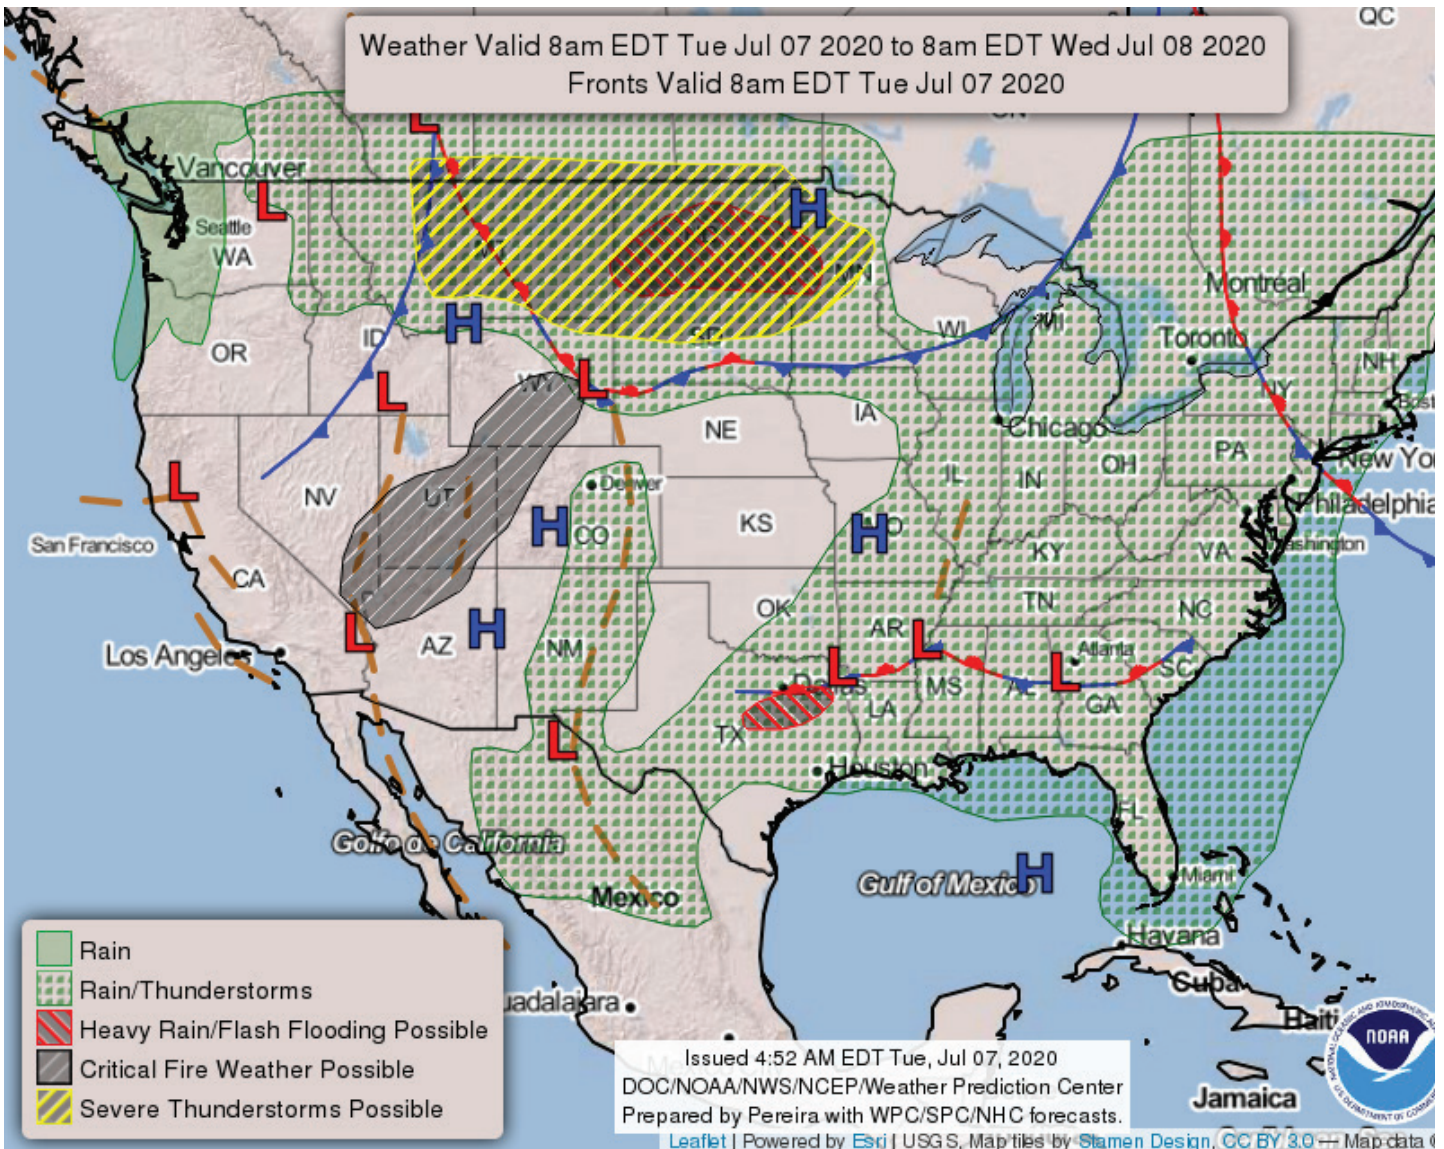 QC
Weather Valid 8am EDT Tue Jul 07 2020 to 8am EDT Wed Jul 08 2020
Fronts Valid 8am EDT Tue Jul 07 2020
ON
L
Vancouver
L
H
Seattle
WA
MT
ND
MN
Montréal
H
ID
SD
WI
MI
Toronto
OR
NH
L
WY
L
NY
IA
NE
Chicago
PA
New Yo
L
NV
UT
Denver
IL
IN
OH
Philadelphia
H
CO
KS
H
San Francisco
KY
VA
CA
OK
TN
NC
L
AZ
H
NM
AR
L
Atlanta
Los Angeles
L
Dallas
MS
AL
L
SC
LA
GA
L
TX
Houston
FL
Golfo de California
Gulf of Mexico
H
Miami
Mexico
Havana
Cuba
Haiti
Jamaica
Rain
Rain/Thunderstorms
Heavy Rain/Flash Flooding Possible
Critical Fire Weather Possible
Severe Thunderstorms Possible
uadalajara
Issued 4:52 AM EDT Tue, Jul 07, 2020
DOC/NOAA/NWS/NCEP/Weather Prediction Center
Prepared by Pereira with WPC/SPC/NHC forecasts.
NOAA
Leaflet | Powered by Esri | USGS, Map tiles by Stamen Design, CC BY 3.0 — Map data ©